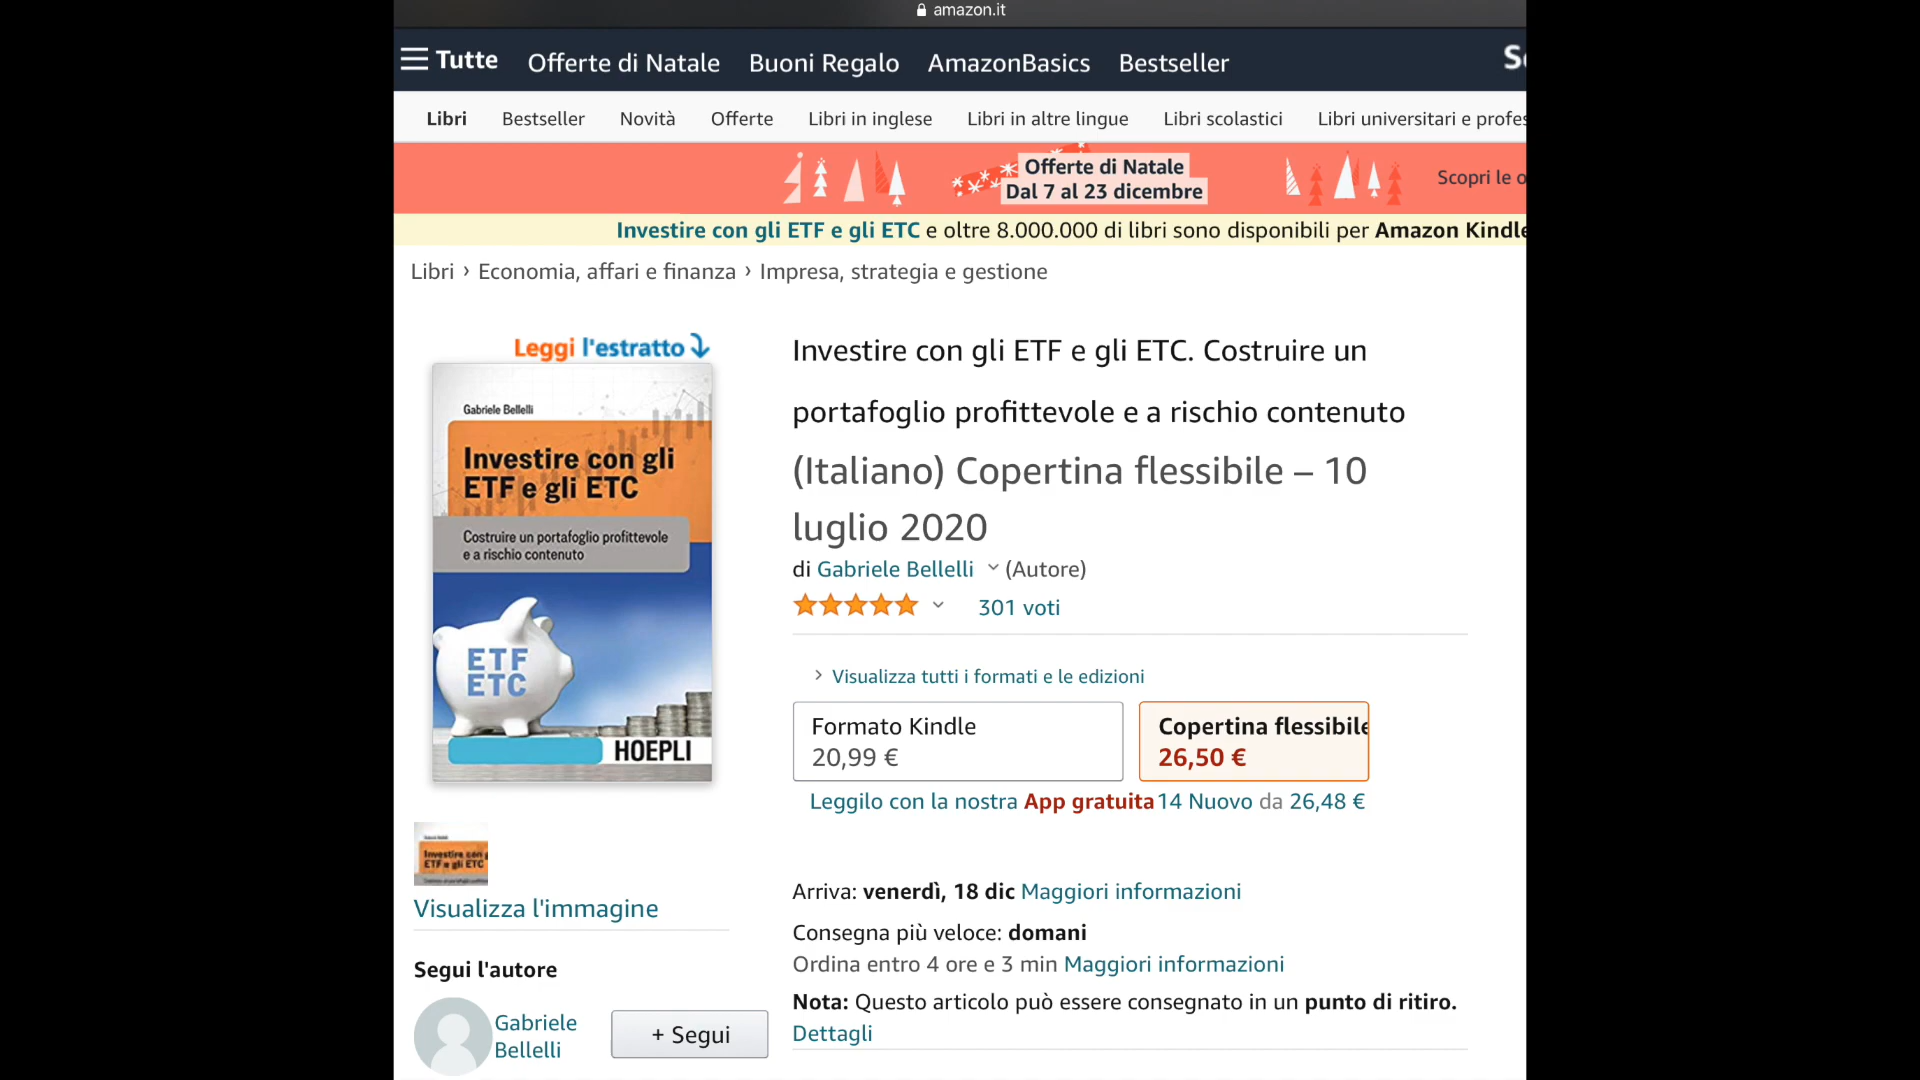 amazon.it
Tutte Offerte di Natale Buoni Regalo AmazonBasics Bestseller
Libri Bestseller Novità Offerte Libri in inglese Libri in altre lingue Libri scolastici Libri universitari e profes
Offerte di Natale
Dal 7 al 23 dicembre
Scopri le o
Investire con gli ETF e gli ETC e oltre 8.000.000 di libri sono disponibili per Amazon Kindle
Libri › Economia, affari e finanza › Impresa, strategia e gestione
Leggi l'estratto
Gabriele Bellelli
Investire con gli
ETF e gli ETC
Costruire un portafoglio profittevole
e a rischio contenuto
ETF
ETC
HOEPLI
Investire con gli
ETF e gli ETC
Visualizza l'immagine
Segui l'autore
Gabriele
Bellelli
+ Segui
Investire con gli ETF e gli ETC. Costruire un
portafoglio profittevole e a rischio contenuto
(Italiano) Copertina flessibile – 10
luglio 2020
di Gabriele Bellelli (Autore)
301 voti
› Visualizza tutti i formati e le edizioni
Formato Kindle
20,99 €
Copertina flessibile
26,50 €
Leggilo con la nostra App gratuita
14 Nuovo da 26,48 €
Arriva: venerdì, 18 dic Maggiori informazioni
Consegna più veloce: domani
Ordina entro 4 ore e 3 min Maggiori informazioni
Nota: Questo articolo può essere consegnato in un punto di ritiro.
Dettagli